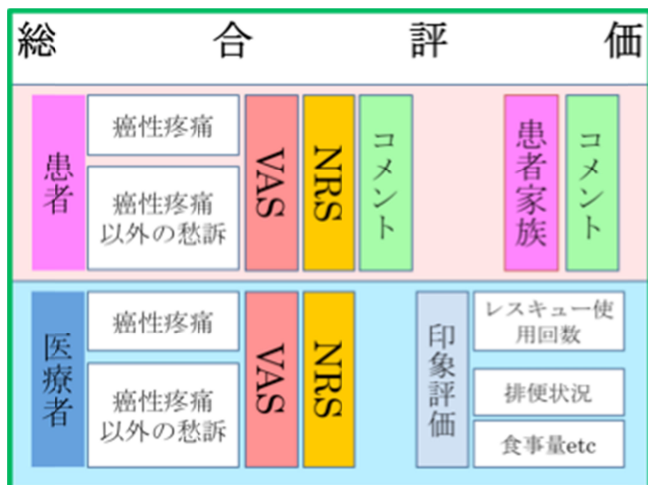 総合評価
患者
癌性疼痛
癌性疼痛
以外の愁訴
VAS
NRS
コメント
患者家族
コメント
医療者
癌性疼痛
癌性疼痛
以外の愁訴
VAS
NRS
印象評価
レスキュー使
用回数
排便状況
食事量etc